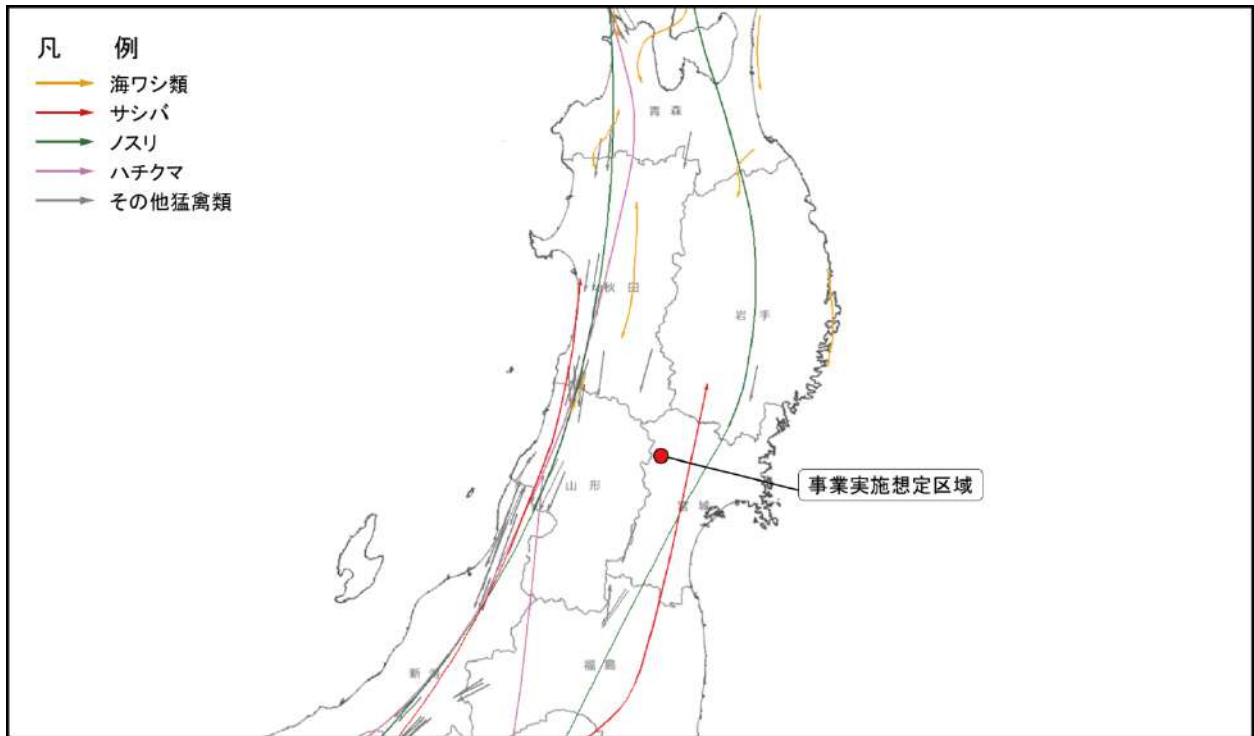 凡 例
海ワシ類
サシバ
ノスリ
ハチクマ
その他猛禽類
青 森
秋 田
岩 手
事業実施想定区域
山 形
宮 城
福 島
新 潟